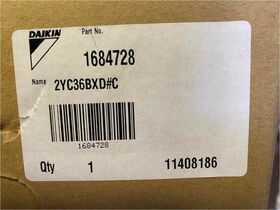 DAIKIN
Part No.
1684728
Name 2YC36BXD#C
1684728
Qty 1 11408186